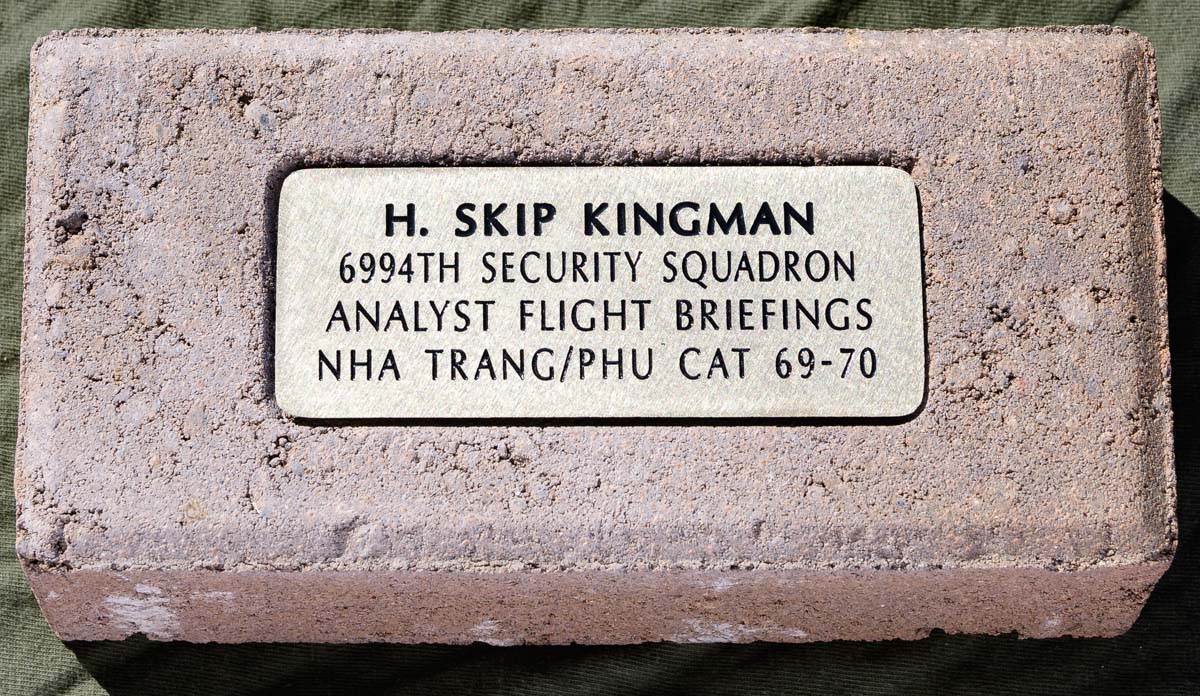 H. SKIP KINGMAN
6994TH SECURITY SQUADRON
ANALYST FLIGHT BRIEFINGS
NHA TRANG/PHU CAT 69-70